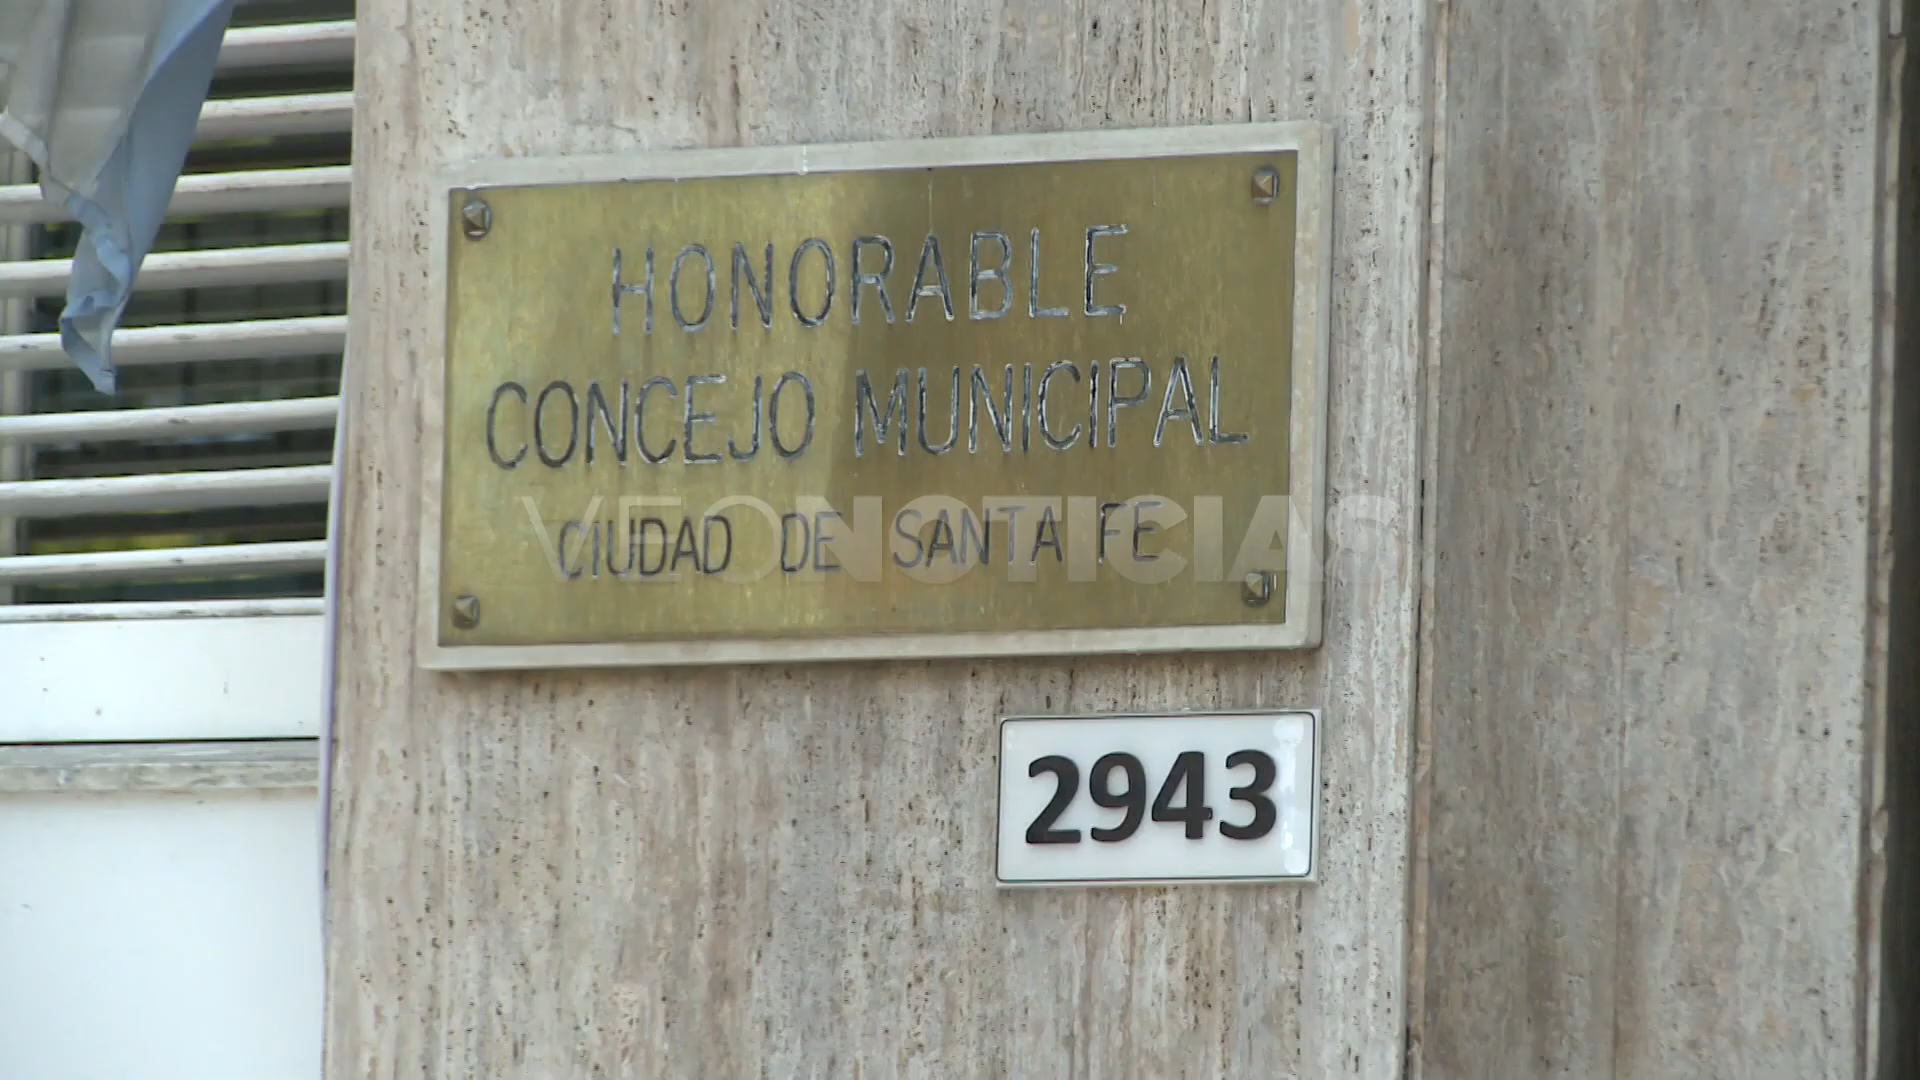 HONORABLE
CONCEJO MUNICIPAL
CIUDAD DE SANTA FE
VEONOTICIAS
2943